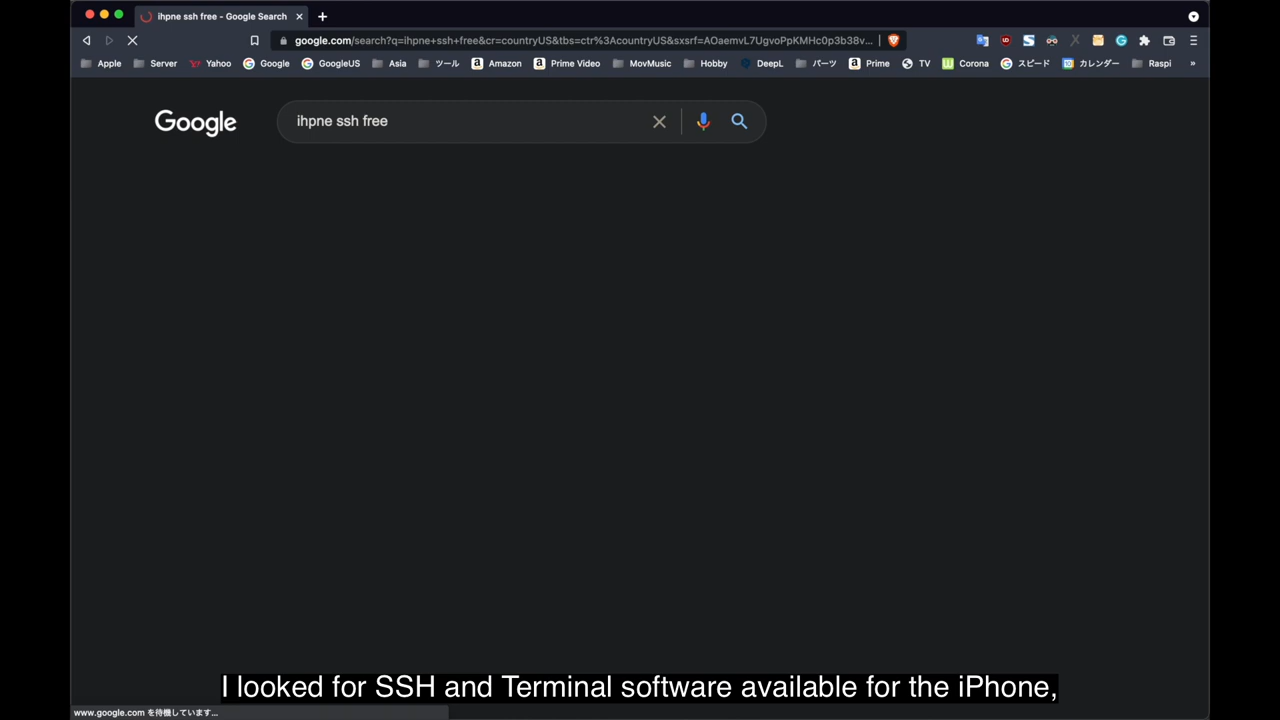 ihpne ssh free - Google Search
google.com/search?q=ihpne+ssh+free&cr=countryUS&tbs=ctr%3AcountryUS&sxsrf=AOaemvL7UgvoPpKMHc0p3b38v...
Apple Server Yahoo Google GoogleUS Asia ツール Amazon Prime Video MovMusic Hobby DeepL パーツ Prime TV Corona スピード カレンダー Raspi »
Google ihpne ssh free
I looked for SSH and Terminal software available for the iPhone,
www.google.com を待機しています...